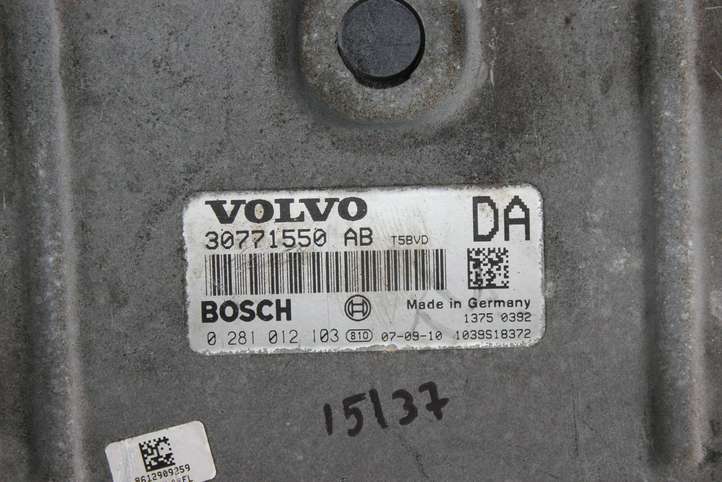 VOLVO DA
30771550 AB T5BVD
BOSCH Made in Germany
1375 0392
0 281 012 103 810 07-09-10 1039S18372
15137
8612909359